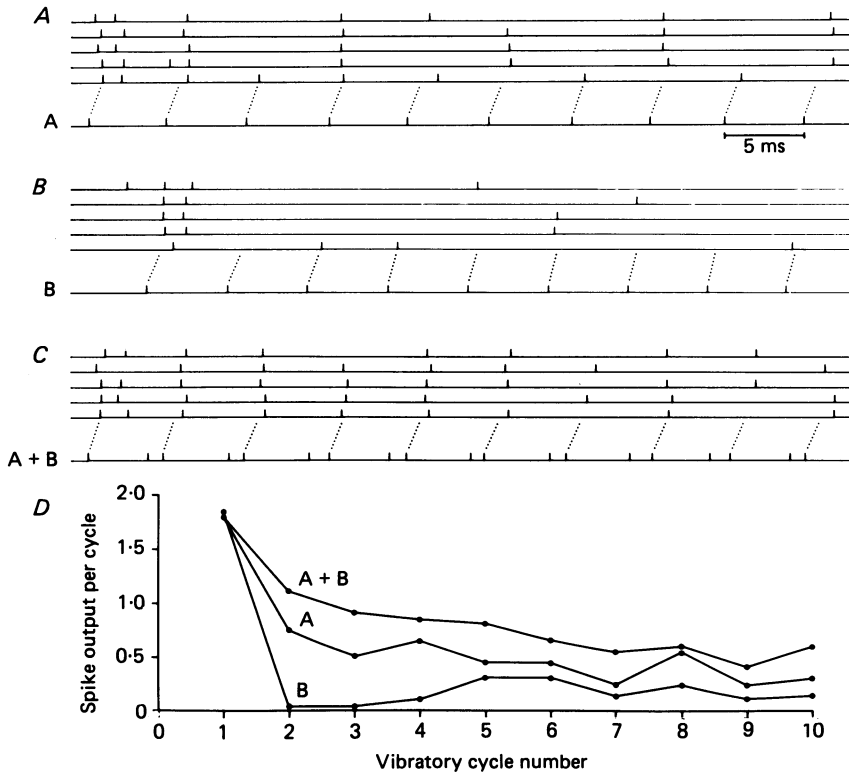 A
A
5 ms
B
B
C
A + B
D
2·0
1·5
1·0
0·5
0
Spike output per cycle
A + B
A
B
0 1 2 3 4 5 6 7 8 9 10
Vibratory cycle number